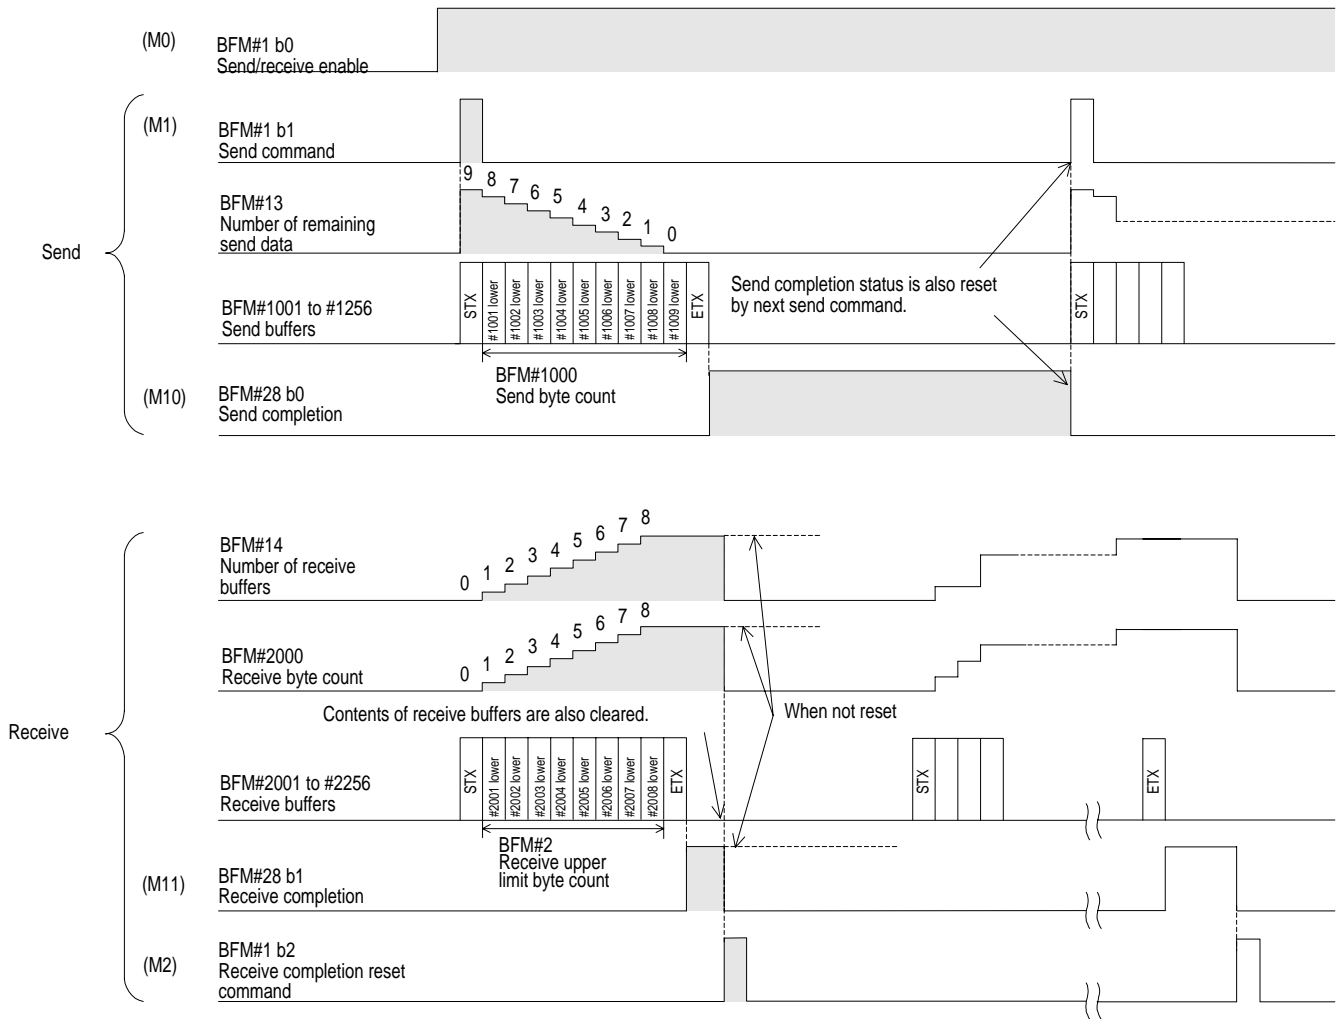 (M0)
BFM#1 b0
Send/receive enable
Send
(M1)
BFM#1 b1
Send command
BFM#13
Number of remaining
send data
9 8 7 6 5 4 3 2 1 0
BFM#1001 to #1256
Send buffers
STX
#1001 lower
#1002 lower
#1003 lower
#1004 lower
#1005 lower
#1006 lower
#1007 lower
#1008 lower
#1009 lower
ETX
Send completion status is also reset
by next send command.
STX
BFM#1000
Send byte count
(M10)
BFM#28 b0
Send completion
Receive
BFM#14
Number of receive
buffers
0 1 2 3 4 5 6 7 8
BFM#2000
Receive byte count
0 1 2 3 4 5 6 7 8
Contents of receive buffers are also cleared.
When not reset
BFM#2001 to #2256
Receive buffers
STX
#2001 lower
#2002 lower
#2003 lower
#2004 lower
#2005 lower
#2006 lower
#2007 lower
#2008 lower
ETX
STX
ETX
BFM#2
Receive upper
limit byte count
(M11)
BFM#28 b1
Receive completion
(M2)
BFM#1 b2
Receive completion reset
command